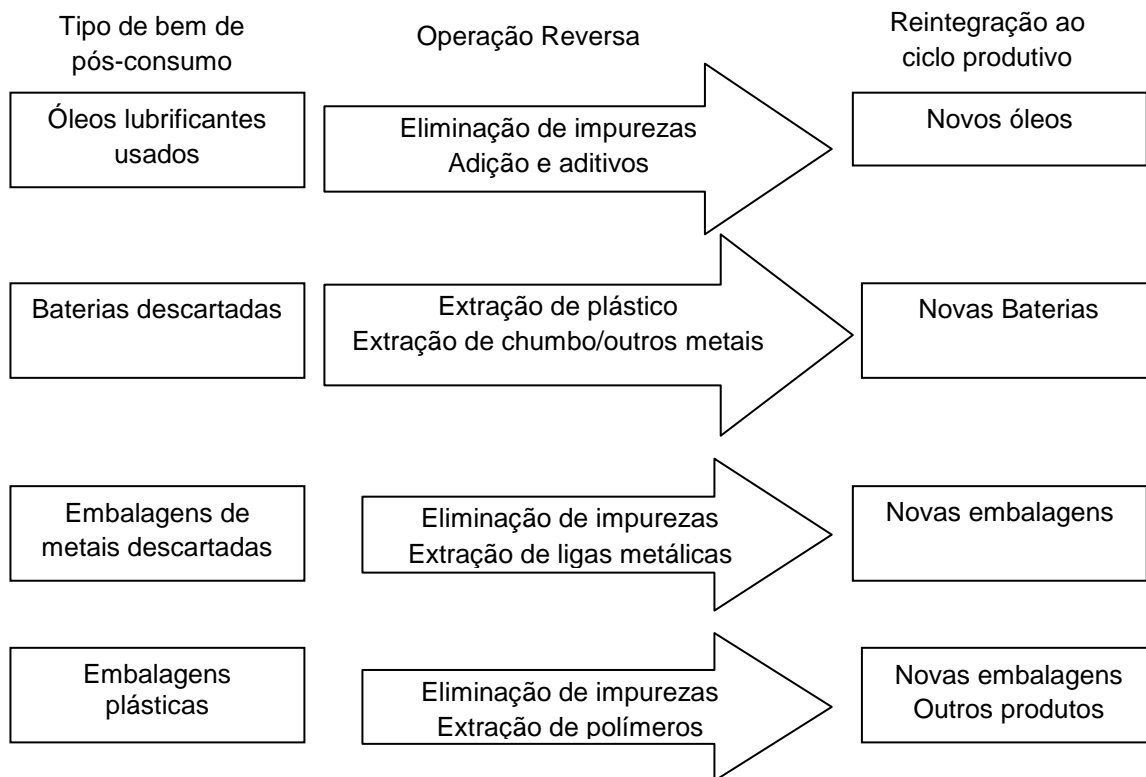 Tipo de bem de
pós-consumo
Operação Reversa
Reintegração ao
ciclo produtivo
Óleos lubrificantes
usados
Eliminação de impurezas
Adição e aditivos
Novos óleos
Baterias descartadas
Extração de plástico
Extração de chumbo/outros metais
Novas Baterias
Embalagens de
metais descartadas
Eliminação de impurezas
Extração de ligas metálicas
Novas embalagens
Embalagens
plásticas
Eliminação de impurezas
Extração de polímeros
Novas embalagens
Outros produtos